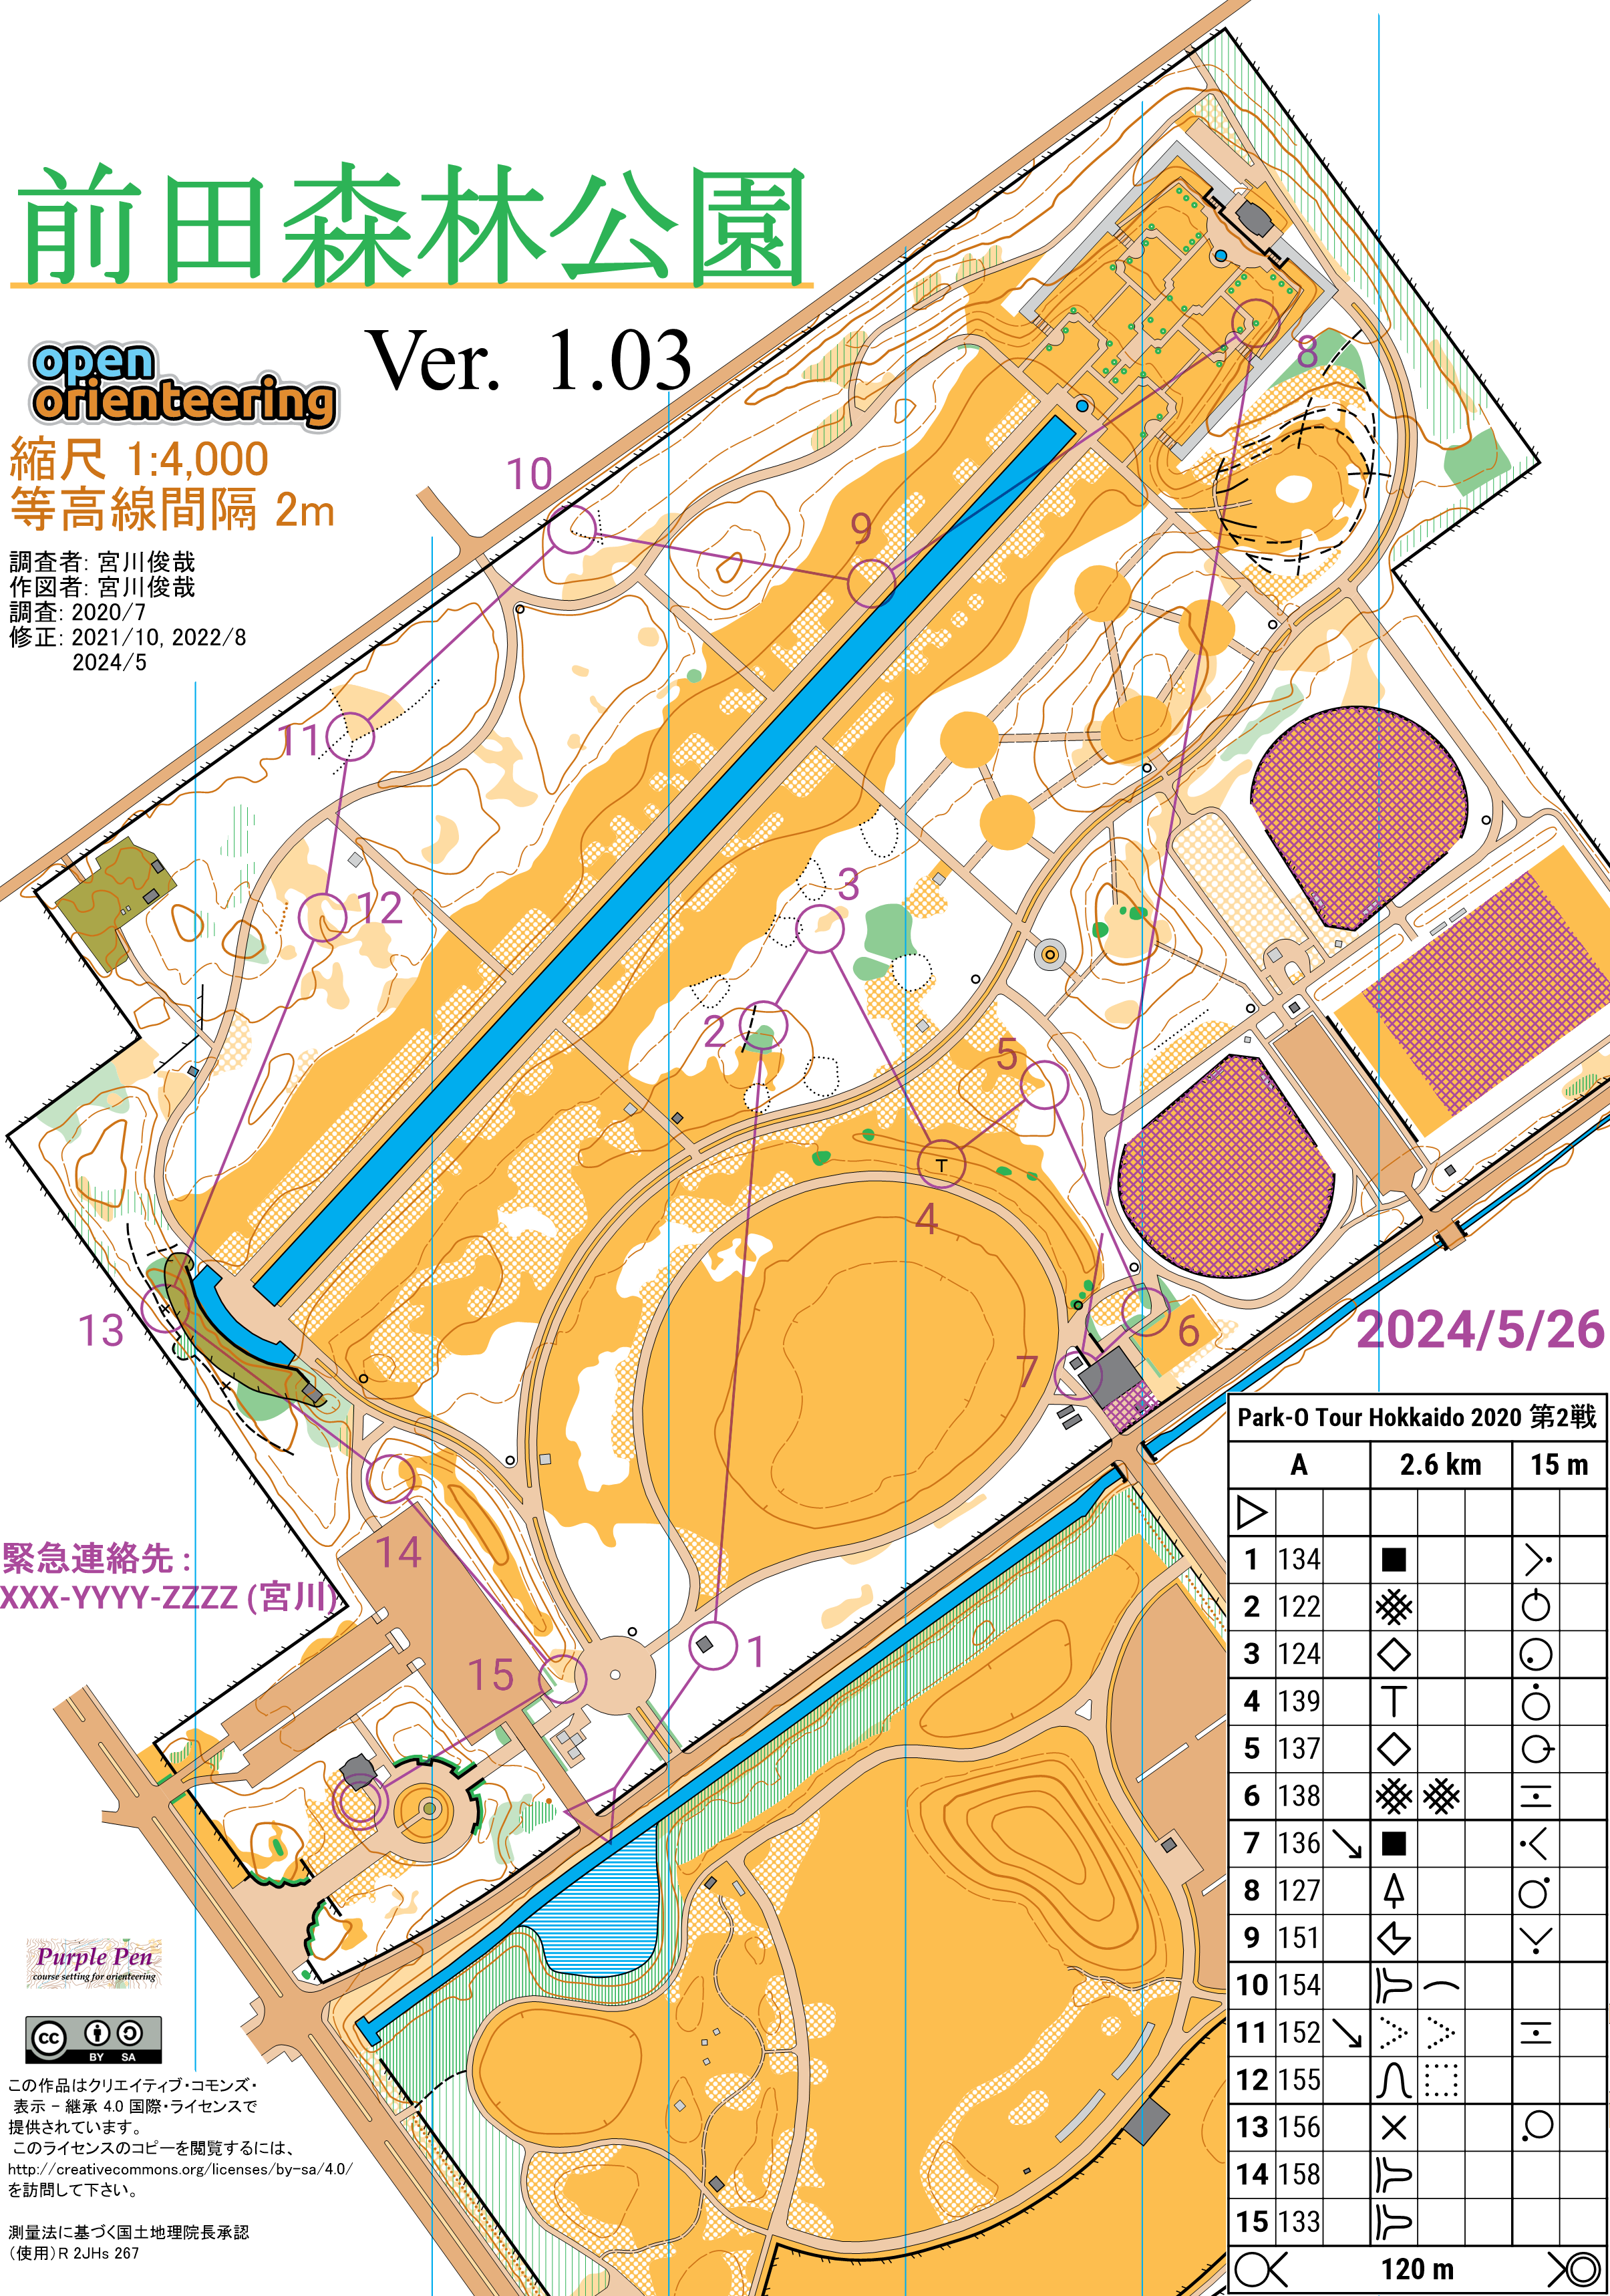 前田森林公園
Ver. 1.03
open
orienteering
縮尺 1:4,000
等高線間隔 2m
調査者: 宮川俊哉
作図者: 宮川俊哉
調査: 2020/7
修正: 2021/10, 2022/8
2024/5
8
10
9
11
3
12
2
5
4
13
6
7
2024/5/26
14
緊急連絡先 :
XXX-YYYY-ZZZZ (宮川)
15
1
Park-O Tour Hokkaido 2020 第2戦
A 2.6 km 15 m
1 134
2 122
3 124
4 139
5 137
6 138
7 136
8 127
9 151
10 154
11 152
12 155
13 156
14 158
15 133
120 m
Purple Pen
course setting for orienteering
cc BY SA
この作品はクリエイティブ・コモンズ・
表示 - 継承 4.0 国際・ライセンスで
提供されています。
このライセンスのコピーを閲覧するには、
http://creativecommons.org/licenses/by-sa/4.0/
を訪問して下さい。
測量法に基づく国土地理院長承認
(使用) R 2JHs 267